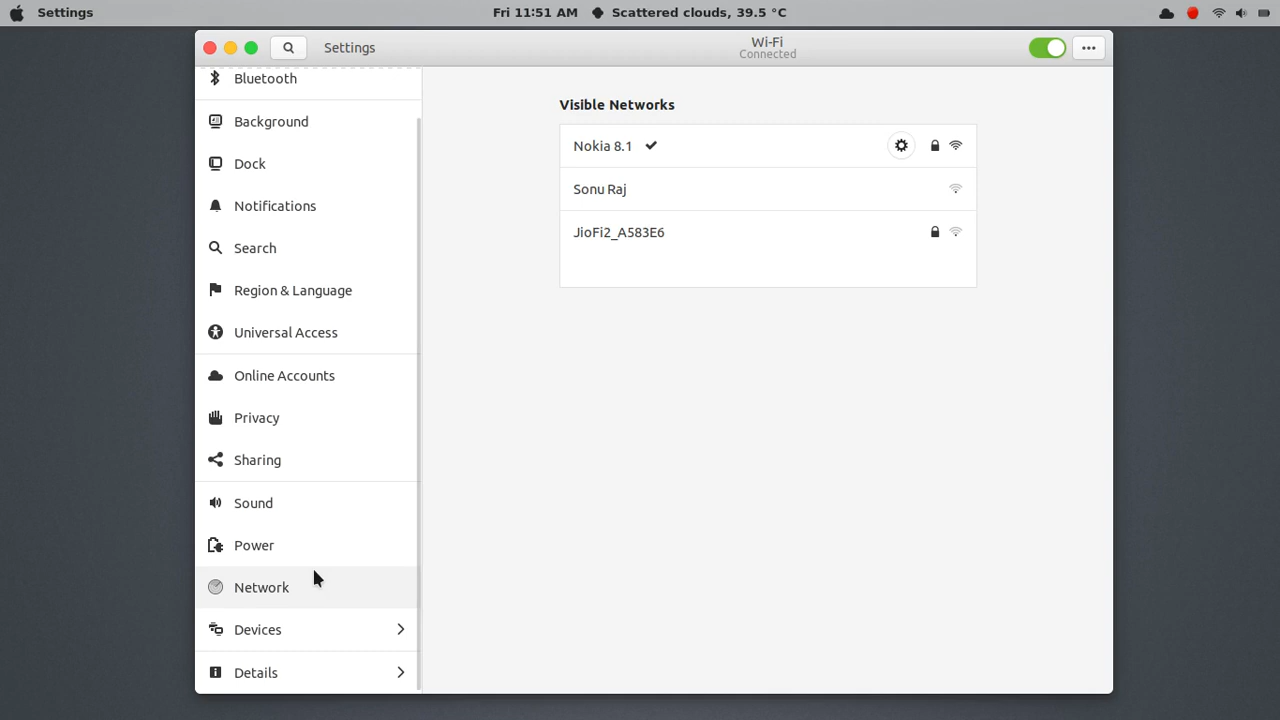 Settings
Fri 11:51 AM
Scattered clouds, 39.5 °C
Settings
Wi-Fi
Connected
Bluetooth
Background
Dock
Notifications
Search
Region & Language
Universal Access
Online Accounts
Privacy
Sharing
Sound
Power
Network
Devices
Details
Visible Networks
Nokia 8.1
Sonu Raj
JioFi2_A583E6